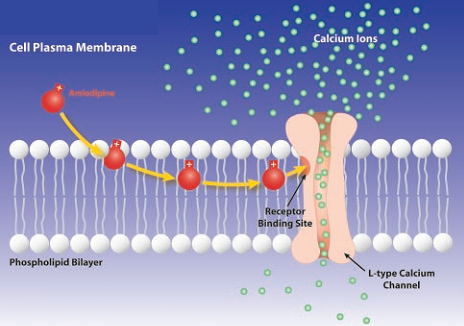 Calcium Ions
Cell Plasma Membrane
+ Amlodipine
+
+
+
Receptor
Binding Site
Phospholipid Bilayer
L-type Calcium
Channel